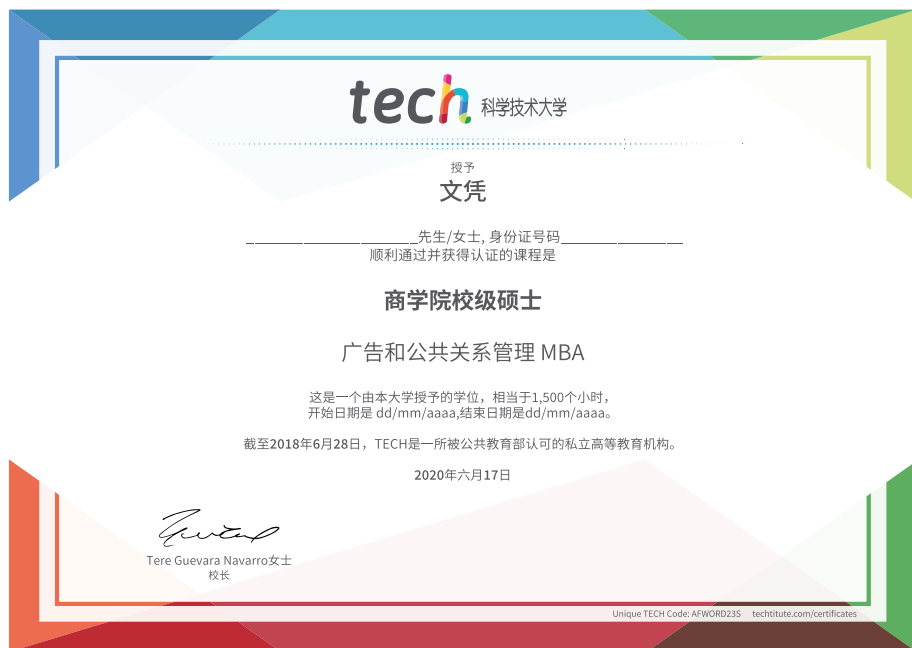 tech 科学技术大学
授予
文凭
______________________先生/女士, 身份证号码________________
顺利通过并获得认证的课程是
商学院校级硕士
广告和公共关系管理 MBA
这是一个由本大学授予的学位，相当于1,500个小时，
开始日期是 dd/mm/aaaa,结束日期是dd/mm/aaaa。
截至2018年6月28日，TECH是一所被公共教育部认可的私立高等教育机构。
2020年六月17日
Tere Guevara Navarro女士
校长
Unique TECH Code: AFWORD23S techtitute.com/certificates